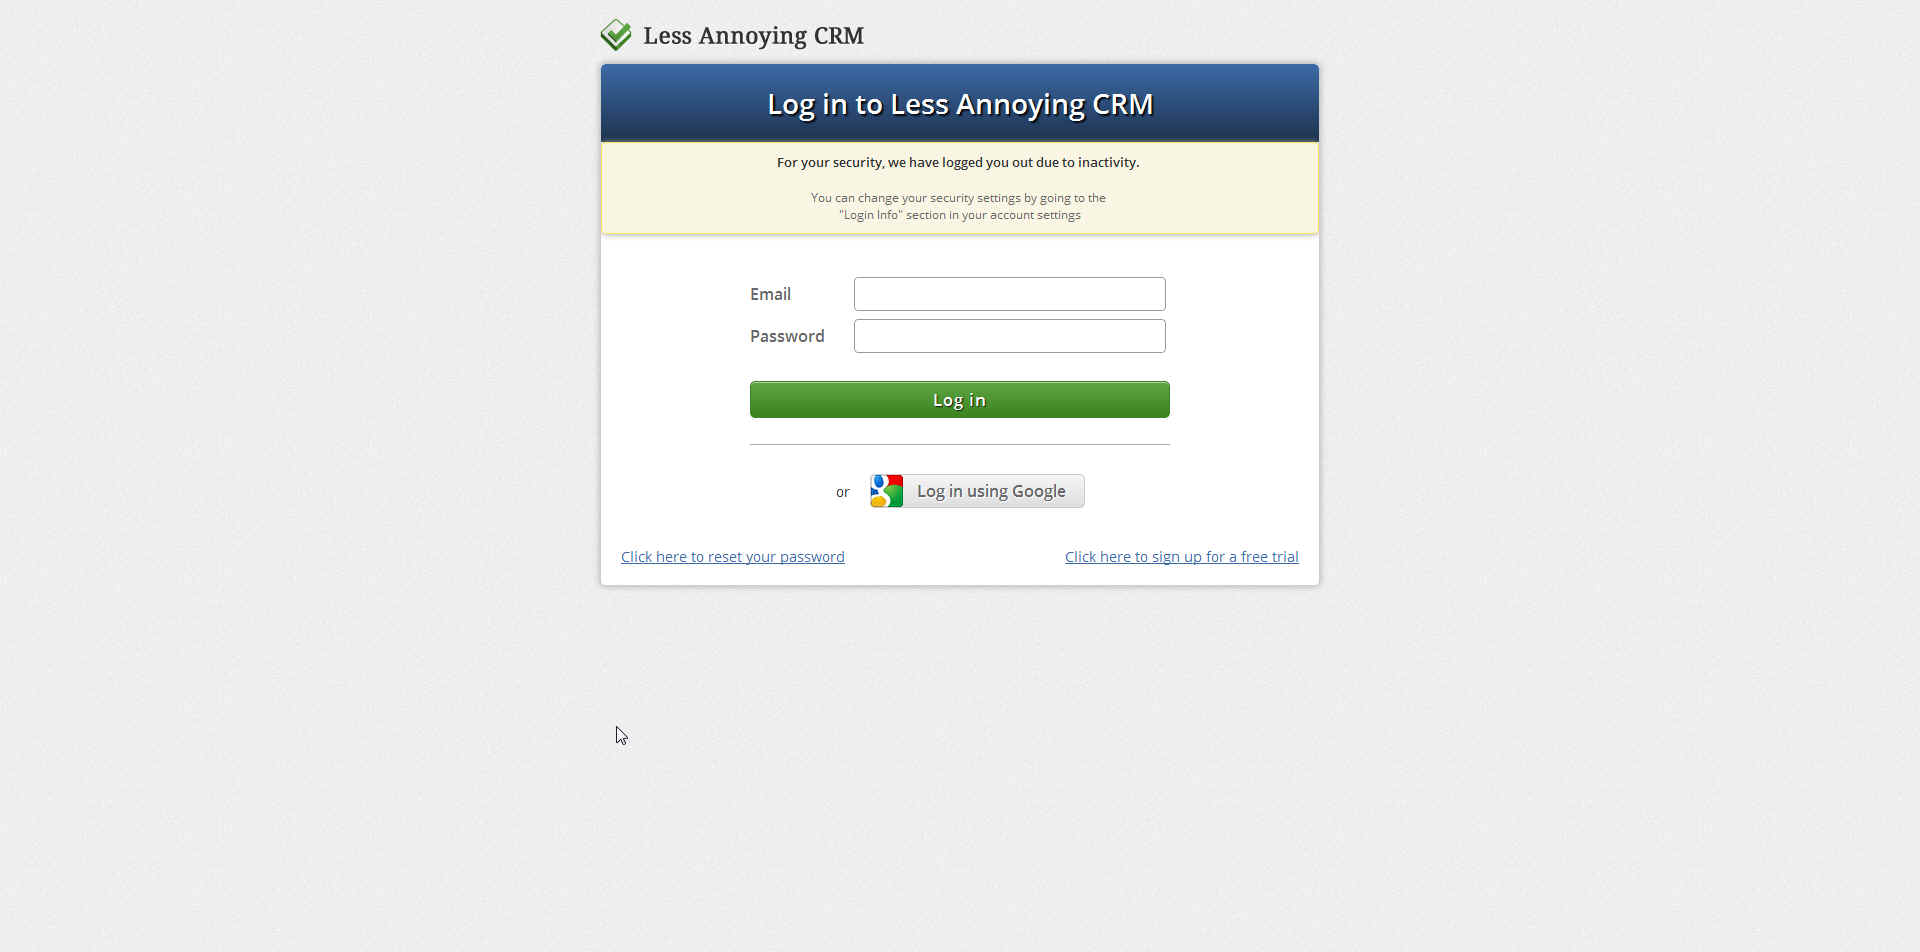 Less Annoying CRM
Log in to Less Annoying CRM
For your security, we have logged you out due to inactivity.
You can change your security settings by going to the
"Login Info" section in your account settings
Email
Password
Log in
or
Log in using Google
Click here to reset your password
Click here to sign up for a free trial